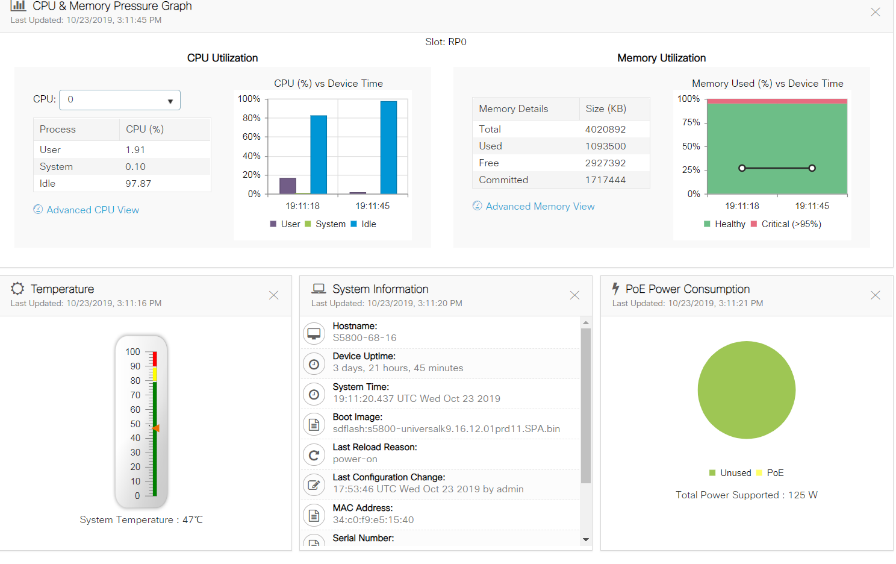 CPU & Memory Pressure Graph
Last Updated: 10/23/2019, 3:11:45 PM
Slot: RP0
CPU Utilization
CPU: 0
Process CPU (%)
User 1.91
System 0.10
Idle 97.87
Advanced CPU View
CPU (%) vs Device Time
100%
80%
60%
40%
20%
0%
19:11:18 19:11:45
User System Idle
Memory Utilization
Memory Details Size (KB)
Total 4020892
Used 1093500
Free 2927392
Committed 1717444
Advanced Memory View
Memory Used (%) vs Device Time
100%
75%
50%
25%
0%
19:11:18 19:11:45
Healthy Critical (>95%)
Temperature
Last Updated: 10/23/2019, 3:11:16 PM
100
90
80
70
60
50
40
30
20
10
0
System Temperature : 47℃
System Information
Last Updated: 10/23/2019, 3:11:20 PM
Hostname:
S5800-68-16
Device Uptime:
3 days, 21 hours, 45 minutes
System Time:
19:11:20.437 UTC Wed Oct 23 2019
Boot Image:
sdflash:s5800-universalk9.16.12.01prd11.SPA.bin
Last Reload Reason:
power-on
Last Configuration Change:
17:53:46 UTC Wed Oct 23 2019 by admin
MAC Address:
34:c0:f9:e5:15:40
Serial Number:
PoE Power Consumption
Last Updated: 10/23/2019, 3:11:21 PM
Unused PoE
Total Power Supported : 125 W